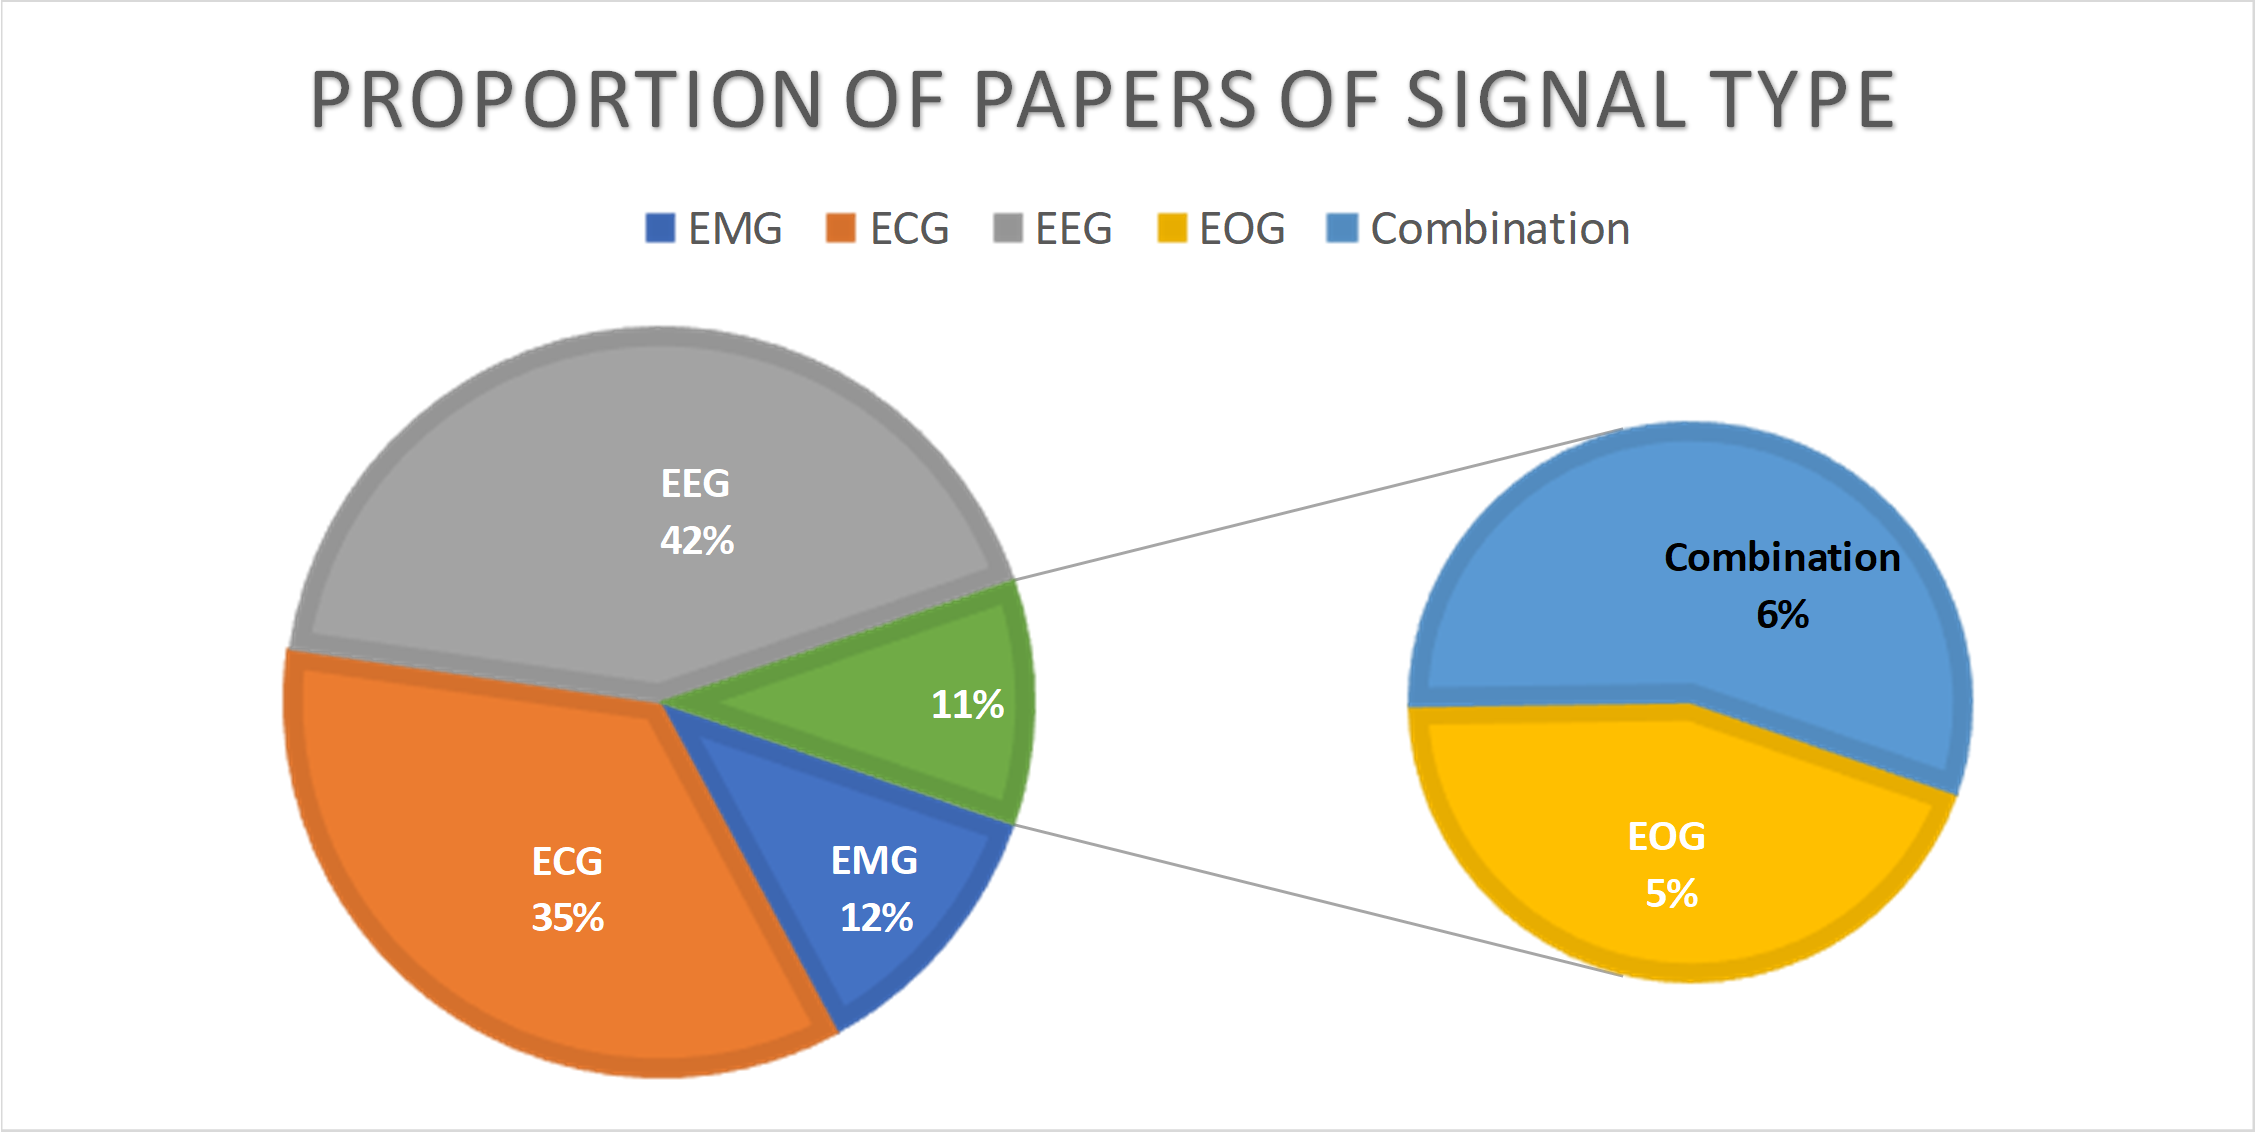 PROPORTION OF PAPERS OF SIGNAL TYPE
EMG ECG EEG EOG Combination
EEG
42%
11%
ECG
35%
EMG
12%
Combination
6%
EOG
5%